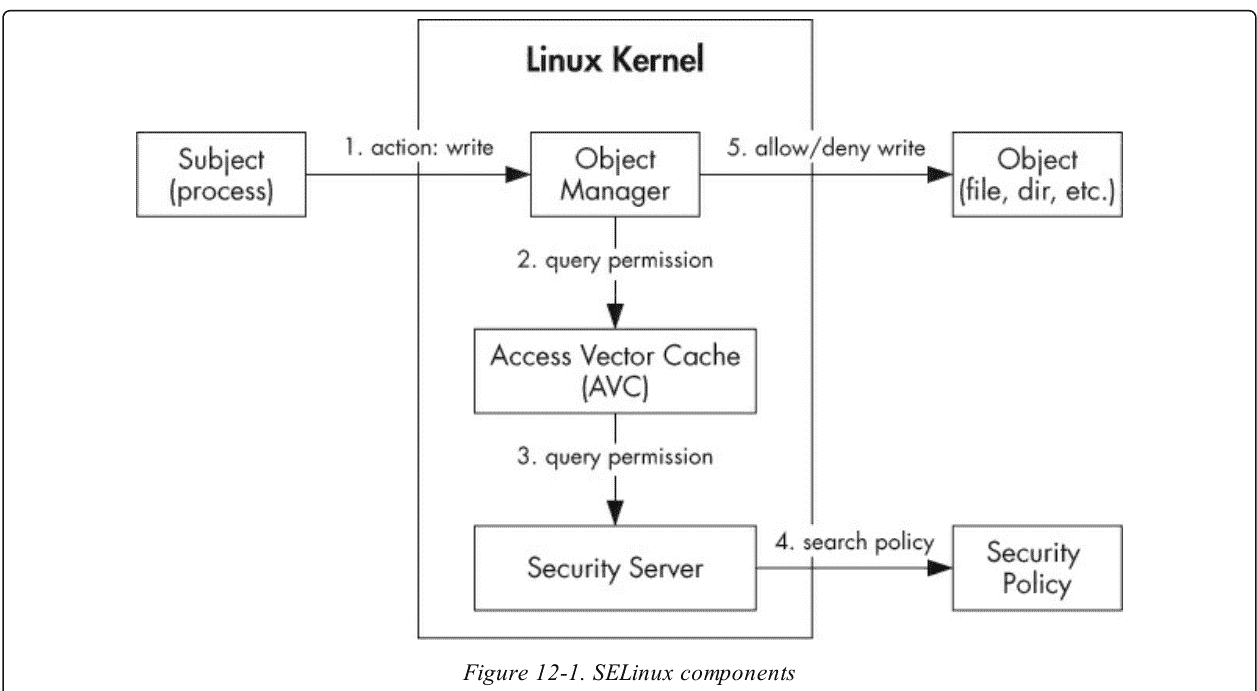 Linux Kernel
Subject
(process)
1. action: write
Object
Manager
5. allow/deny write
Object
(file, dir, etc.)
2. query permission
Access Vector Cache
(AVC)
3. query permission
Security Server
4. search policy
Security
Policy
Figure 12-1. SELinux components